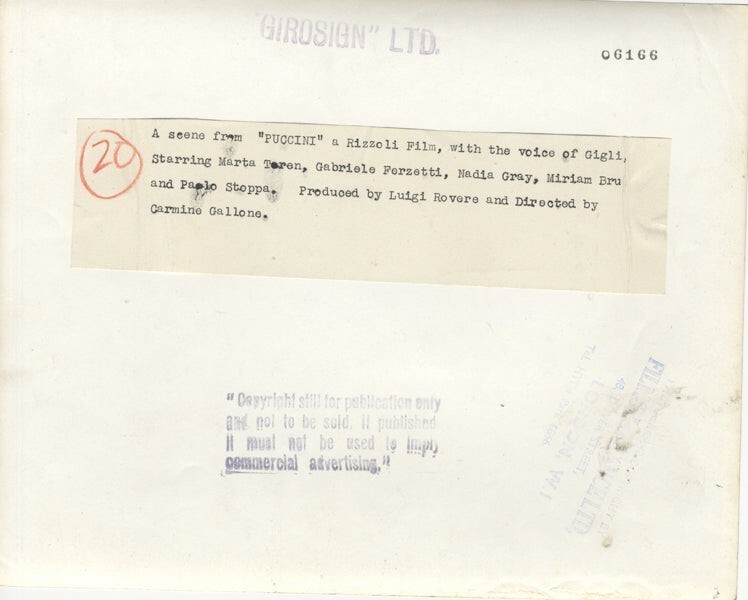 "GIROSIGN" LTD.
06166
20
A scene from "PUCCINI" a Rizzoli Film, with the voice of Gigli,
Starring Marta Toren, Gabriele Ferzetti, Nadia Gray, Miriam Bru
and Paolo Stoppa. Produced by Luigi Rovere and Directed by
Carmine Gallone.
"Copyright still for publication only
and not to be sold. If published
it must not be used to imply
commercial advertising."
LONDON, W1